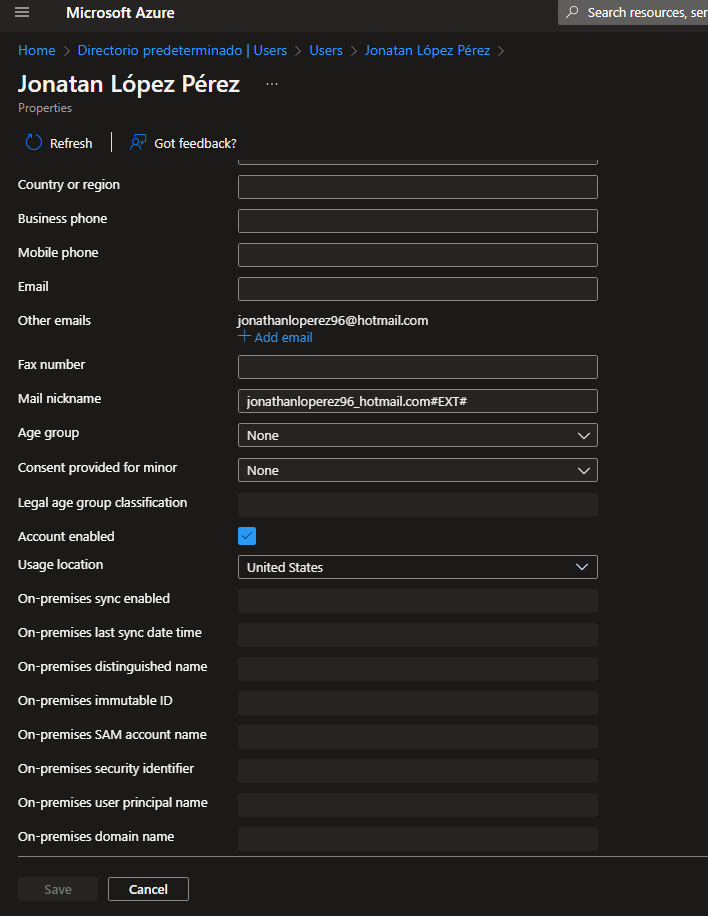 Microsoft Azure
Search resources, ser
Home > Directorio predeterminado | Users > Users > Jonatan López Pérez >
Jonatan López Pérez ...
Properties
Refresh
Got feedback?
Country or region
Business phone
Mobile phone
Email
Other emails
jonathanloperez96@hotmail.com
+ Add email
Fax number
Mail nickname
jonathanloperez96_hotmail.com#EXT#
Age group
None
Consent provided for minor
None
Legal age group classification
Account enabled
Usage location
United States
On-premises sync enabled
On-premises last sync date time
On-premises distinguished name
On-premises immutable ID
On-premises SAM account name
On-premises security identifier
On-premises user principal name
On-premises domain name
Save
Cancel